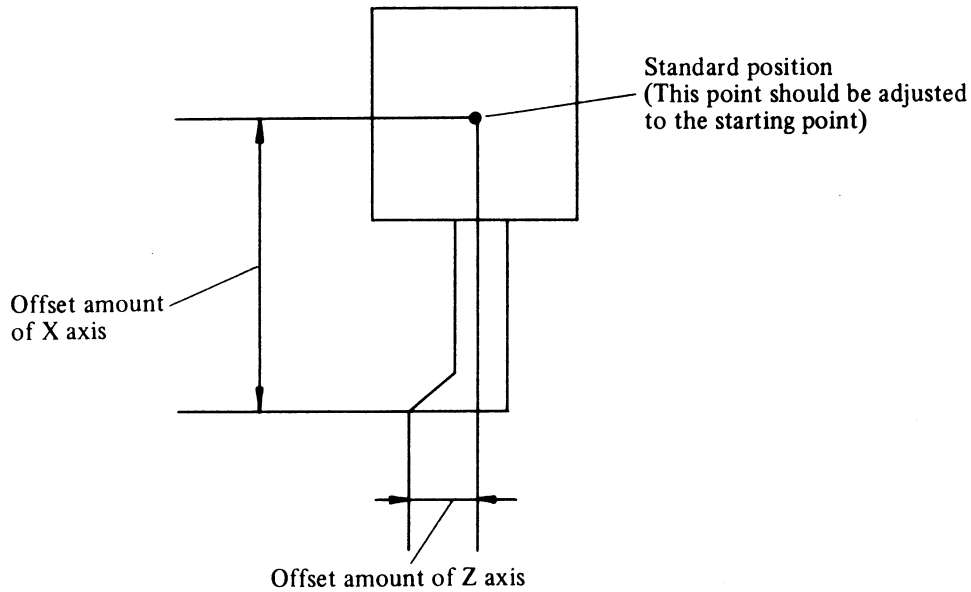 Standard position
(This point should be adjusted
to the starting point)
Offset amount
of X axis
Offset amount of Z axis